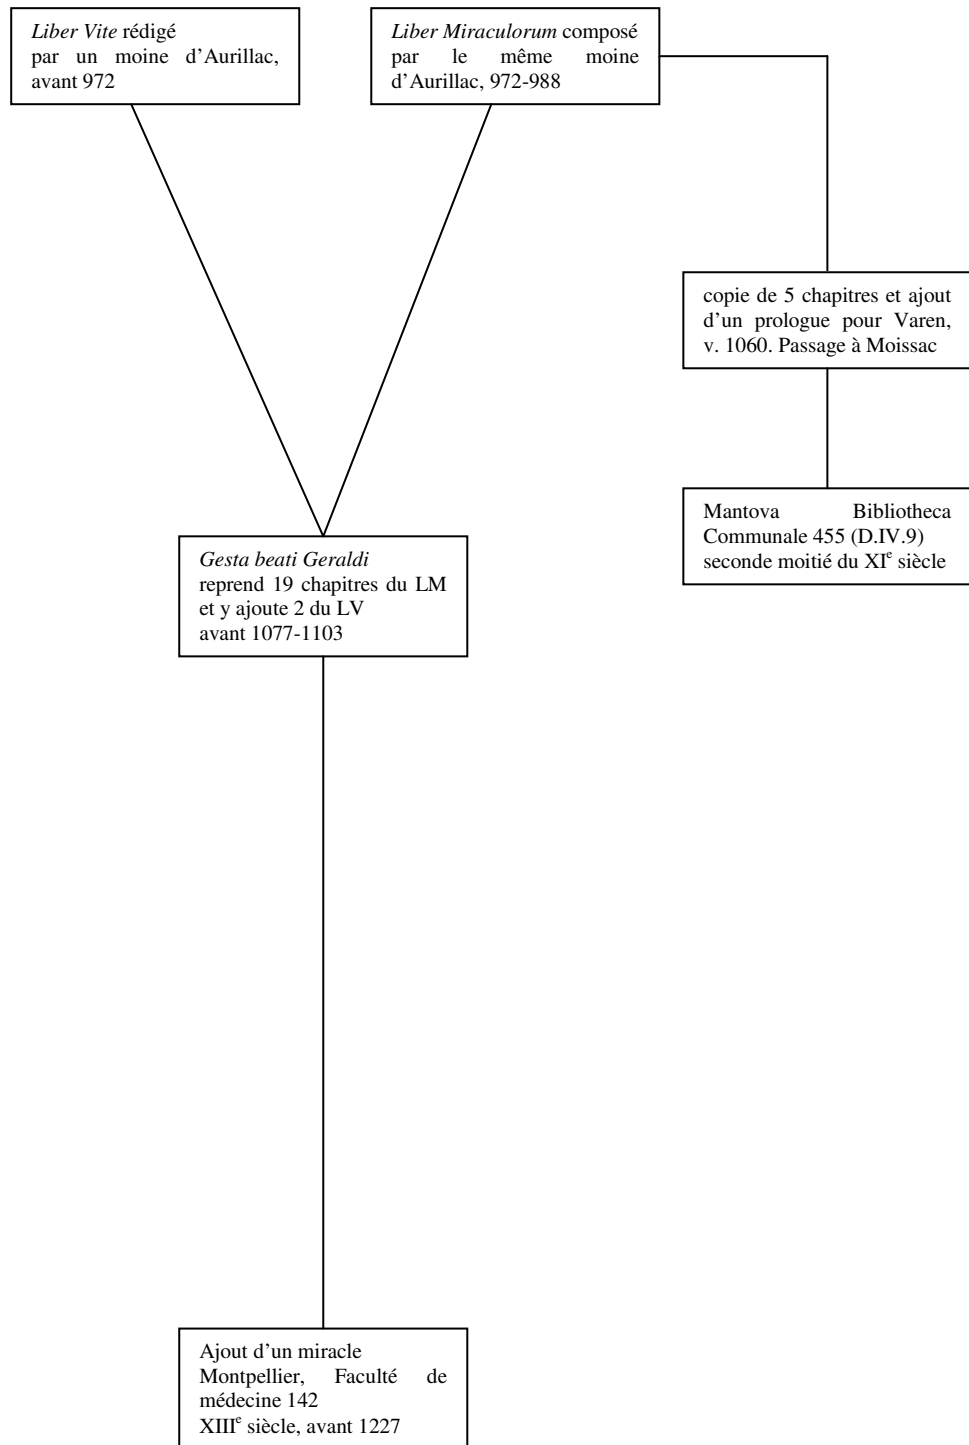 Liber Vite rédigé
par un moine d’Aurillac,
avant 972
Liber Miraculorum composé
par le même moine
d’Aurillac, 972-988
copie de 5 chapitres et ajout
d’un prologue pour Varen,
v. 1060. Passage à Moissac
Mantova Bibliotheca
Communale 455 (D.IV.9)
seconde moitié du XIe siècle
Gesta beati Geraldi
reprend 19 chapitres du LM
et y ajoute 2 du LV
avant 1077-1103
Ajout d’un miracle
Montpellier, Faculté de
médecine 142
XIIIe siècle, avant 1227